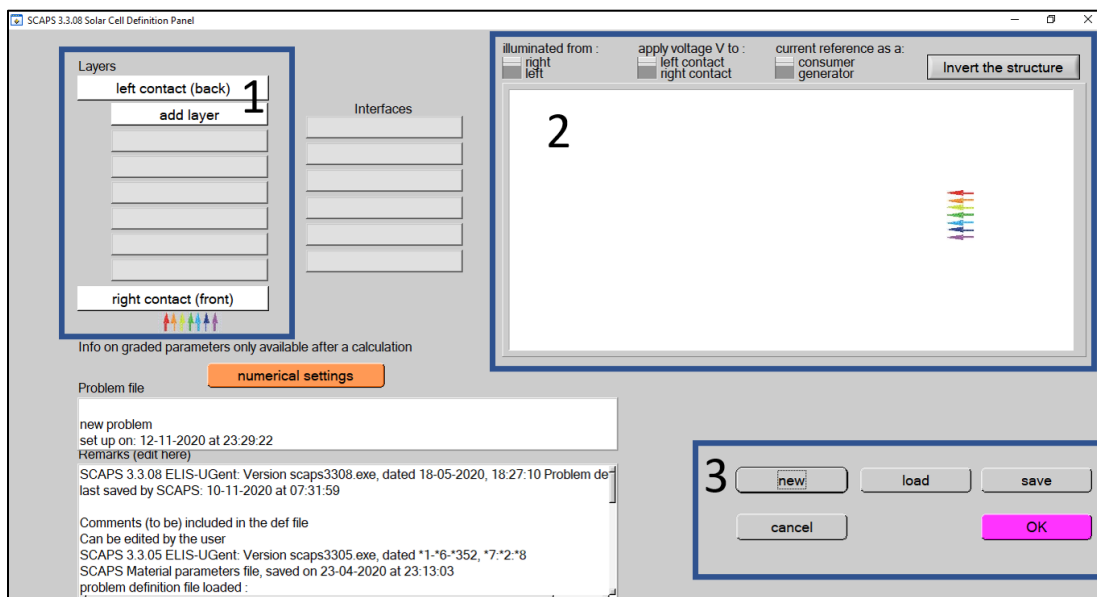 SCAPS 3.3.08 Solar Cell Definition Panel
Layers
left contact (back)
1
add layer
right contact (front)
Interfaces
illuminated from :
right
left
apply voltage V to :
left contact
right contact
current reference as a:
consumer
generator
Invert the structure
2
Info on graded parameters only available after a calculation
numerical settings
Problem file
new problem
set up on: 12-11-2020 at 23:29:22
Remarks (edit here)
SCAPS 3.3.08 ELIS-UGent: Version scaps3308.exe, dated 18-05-2020, 18:27:10 Problem de
last saved by SCAPS: 10-11-2020 at 07:31:59
Comments (to be) included in the def file
Can be edited by the user
SCAPS 3.3.05 ELIS-UGent: Version scaps3305.exe, dated *1-*6-*352, *7:*2:*8
SCAPS Material parameters file, saved on 23-04-2020 at 23:13:03
problem definition file loaded :
3
new
load
save
cancel
OK